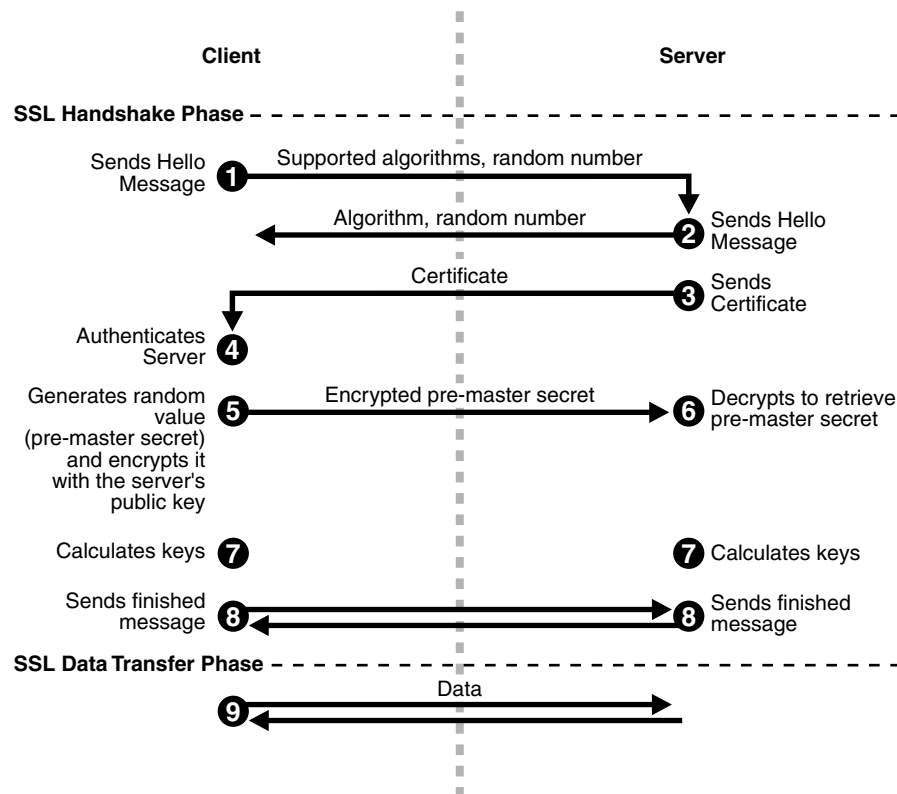 Client
Server
SSL Handshake Phase
Sends Hello
Message
1
Supported algorithms, random number
Algorithm, random number
2
Sends Hello
Message
Certificate
3
Sends
Certificate
Authenticates
Server
4
Generates random
value
(pre-master secret)
and encrypts it
with the server's
public key
5
Encrypted pre-master secret
6
Decrypts to retrieve
pre-master secret
Calculates keys
7
7
Calculates keys
Sends finished
message
8
8
Sends finished
message
SSL Data Transfer Phase
9
Data